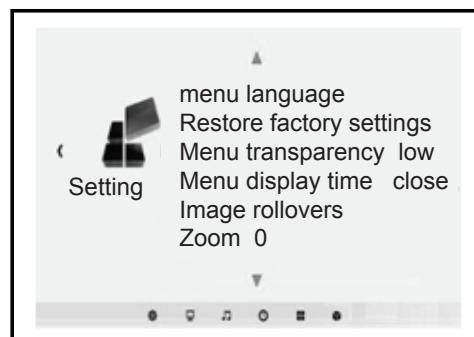 menu language
Restore factory settings
Menu transparency low
Setting
Menu display time close
Image rollovers
Zoom 0